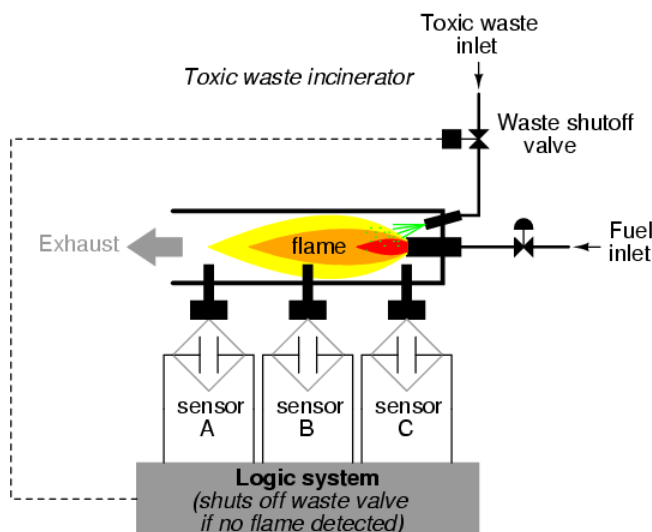 Toxic waste
inlet
Toxic waste incinerator
Waste shutoff
valve
Exhaust
flame
Fuel
inlet
sensor
A
sensor
B
sensor
C
Logic system
(shuts off waste valve
if no flame detected)